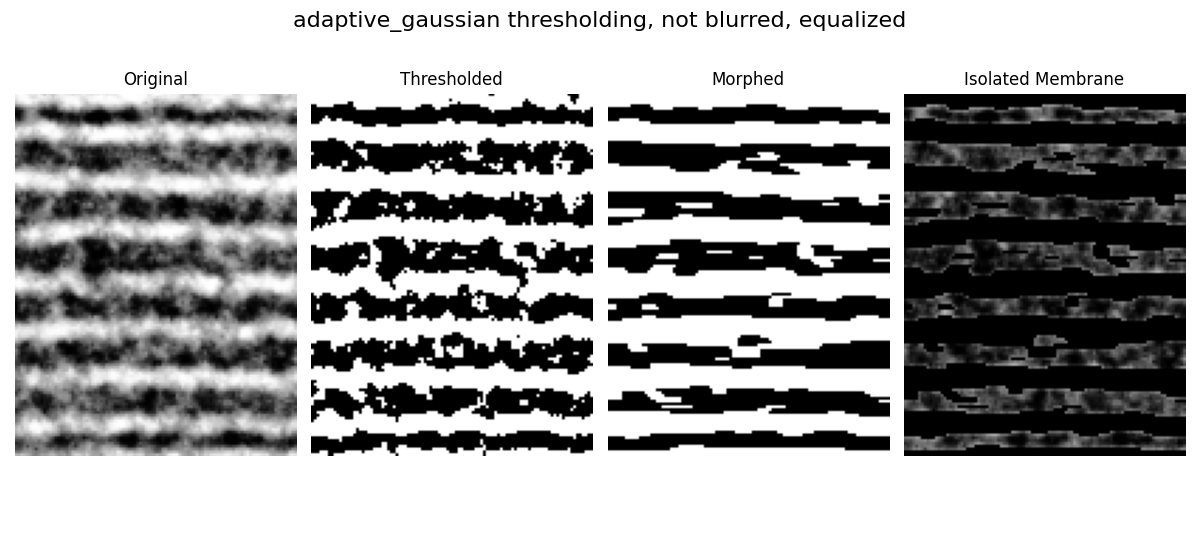 adaptive_gaussian thresholding, not blurred, equalized
Original
Thresholded
Morphed
Isolated Membrane